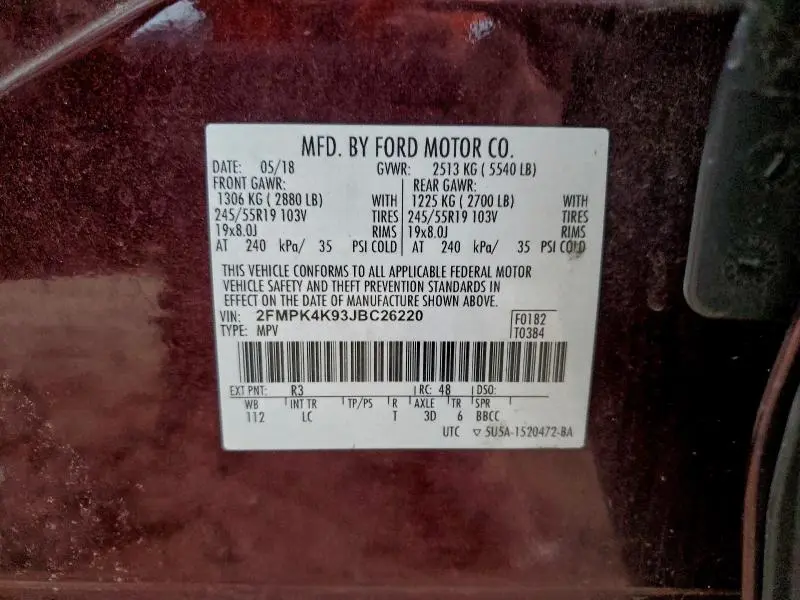 MFD. BY FORD MOTOR CO.
DATE: 05/18 GVWR: 2513 KG ( 5540 LB)
FRONT GAWR: REAR GAWR:
1306 KG ( 2880 LB) WITH 1225 KG ( 2700 LB) WITH
245/55R19 103V TIRES 245/55R19 103V TIRES
19x8.0J RIMS 19x8.0J RIMS
AT 240 kPa/ 35 PSI COLD AT 240 kPa/ 35 PSI COLD
THIS VEHICLE CONFORMS TO ALL APPLICABLE FEDERAL MOTOR
VEHICLE SAFETY AND THEFT PREVENTION STANDARDS IN
EFFECT ON THE DATE OF MANUFACTURE SHOWN ABOVE.
VIN: 2FMPK4K93JBC26220 F0182
TYPE: MPV T0384
EXT PNT: R3 RC: 48 DSO:
WB INT TR TP/PS R AXLE TR SPR
112 LC T 3D 6 BBCC
UTC ▽ 5U5A-1520472-BA